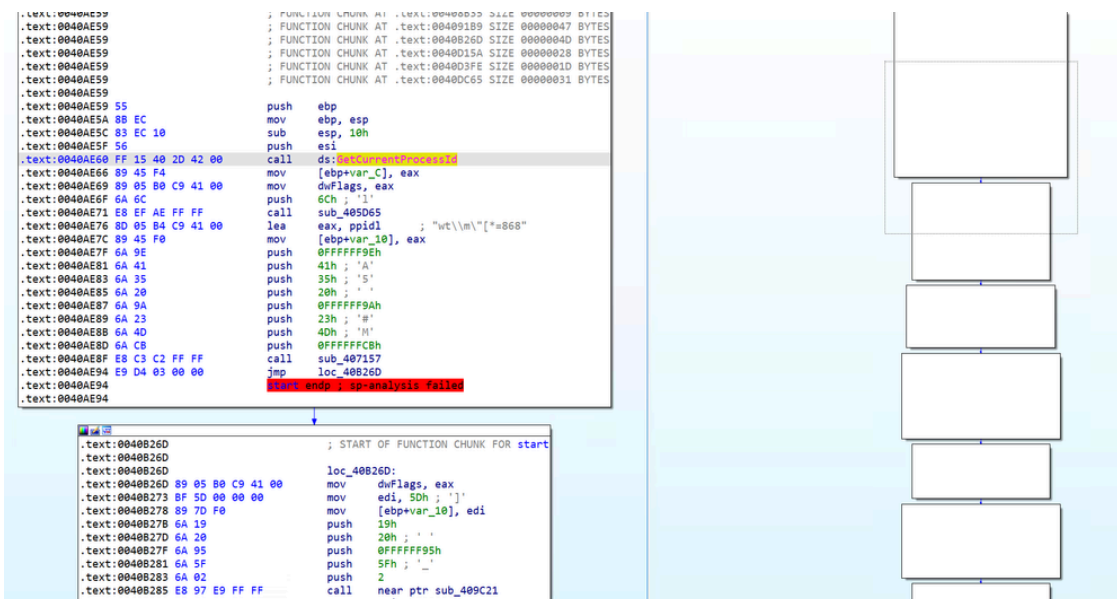 .text:0040AE59 ; FUNCTION CHUNK AT .text:00408B35 SIZE 00000009 BYTES
.text:0040AE59 ; FUNCTION CHUNK AT .text:004091B9 SIZE 00000047 BYTES
.text:0040AE59 ; FUNCTION CHUNK AT .text:0040B26D SIZE 0000004D BYTES
.text:0040AE59 ; FUNCTION CHUNK AT .text:0040D15A SIZE 00000028 BYTES
.text:0040AE59 ; FUNCTION CHUNK AT .text:0040D3FE SIZE 0000001D BYTES
.text:0040AE59 ; FUNCTION CHUNK AT .text:0040DC65 SIZE 00000031 BYTES
.text:0040AE59
.text:0040AE59 55 push ebp
.text:0040AE5A 8B EC mov ebp, esp
.text:0040AE5C 83 EC 10 sub esp, 10h
.text:0040AE5F 56 push esi
.text:0040AE60 FF 15 40 2D 42 00 call ds:GetCurrentProcessId
.text:0040AE66 89 45 F4 mov [ebp+var_C], eax
.text:0040AE69 89 05 B0 C9 41 00 mov dwFlags, eax
.text:0040AE6F 6A 6C push 6Ch ; 'l'
.text:0040AE71 E8 EF AE FF FF call sub_405D65
.text:0040AE76 8D 05 B4 C9 41 00 lea eax, ppidl ; "wt\\m\"[*=868"
.text:0040AE7C 89 45 F0 mov [ebp+var_10], eax
.text:0040AE7F 6A 9E push 0FFFFFF9Eh
.text:0040AE81 6A 41 push 41h ; 'A'
.text:0040AE83 6A 35 push 35h ; '5'
.text:0040AE85 6A 20 push 20h ; ' '
.text:0040AE87 6A 9A push 0FFFFFF9Ah
.text:0040AE89 6A 23 push 23h ; '#'
.text:0040AE8B 6A 4D push 4Dh ; 'M'
.text:0040AE8D 6A CB push 0FFFFFFCBh
.text:0040AE8F E8 C3 C2 FF FF call sub_407157
.text:0040AE94 E9 D4 03 00 00 jmp loc_40B26D
.text:0040AE94 start endp ; sp-analysis failed
.text:0040AE94
.text:0040B26D ; START OF FUNCTION CHUNK FOR start
.text:0040B26D
.text:0040B26D loc_40B26D:
.text:0040B26D 89 05 B0 C9 41 00 mov dwFlags, eax
.text:0040B273 BF 5D 00 00 00 mov edi, 5Dh ; ']'
.text:0040B278 89 7D F0 mov [ebp+var_10], edi
.text:0040B27B 6A 19 push 19h
.text:0040B27D 6A 20 push 20h ; ' '
.text:0040B27F 6A 95 push 0FFFFFF95h
.text:0040B281 6A 5F push 5Fh ; '_'
.text:0040B283 6A 02 push 2
.text:0040B285 E8 97 E9 FF FF call near ptr sub_409C21